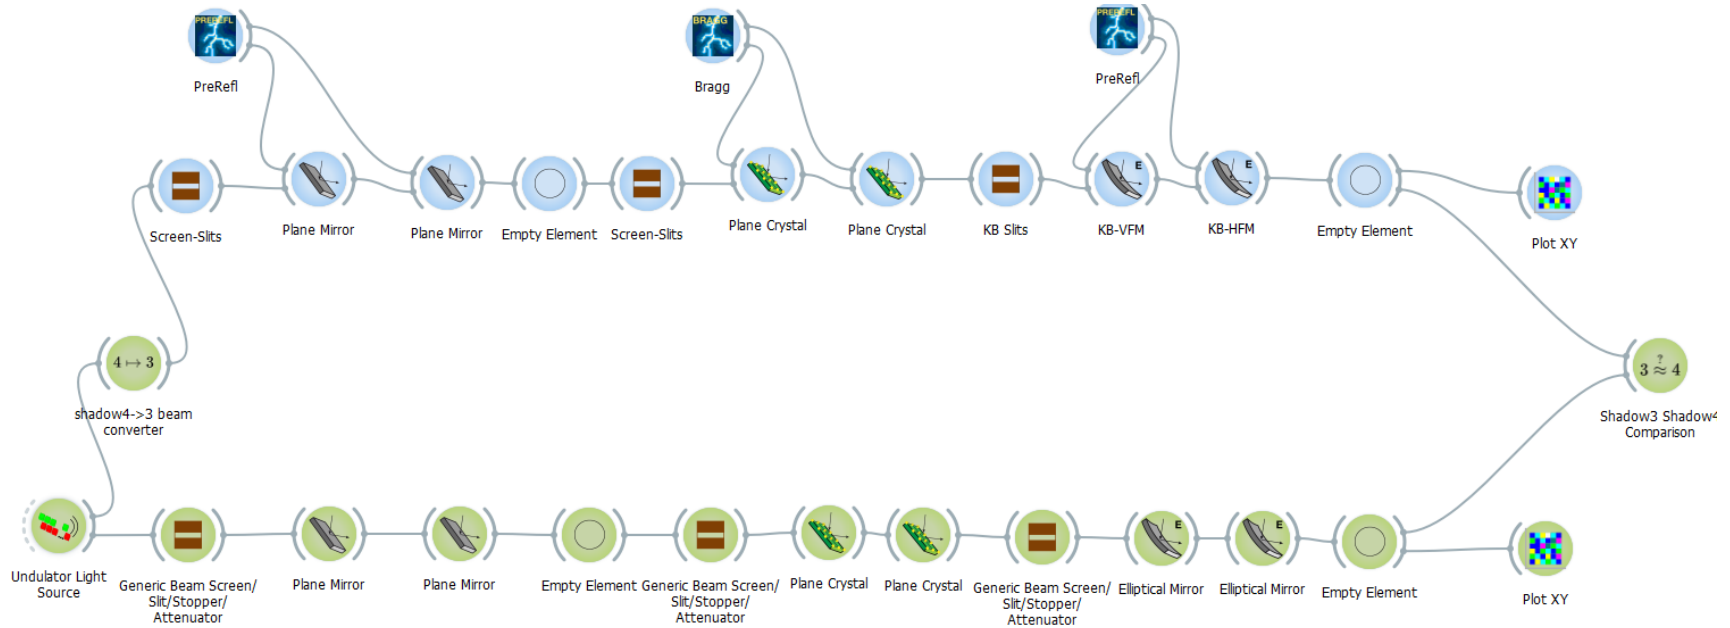 PREREFL
BRAGG
PREREFL
PreRefl
Bragg
PreRefl
E
E
Screen-Slits
Plane Mirror
Plane Mirror
Empty Element
Screen-Slits
Plane Crystal
Plane Crystal
KB Slits
KB-VFM
KB-HFM
Empty Element
Plot XY
4 ↦ 3
shadow4->3 beam
converter
?
3 ≈ 4
Shadow3 Shadow4
Comparison
E
E
Undulator Light
Source
Generic Beam Screen/
Slit/Stopper/
Attenuator
Plane Mirror
Plane Mirror
Empty Element
Generic Beam Screen/
Slit/Stopper/
Attenuator
Plane Crystal
Plane Crystal
Generic Beam Screen/
Slit/Stopper/
Attenuator
Elliptical Mirror
Elliptical Mirror
Empty Element
Plot XY